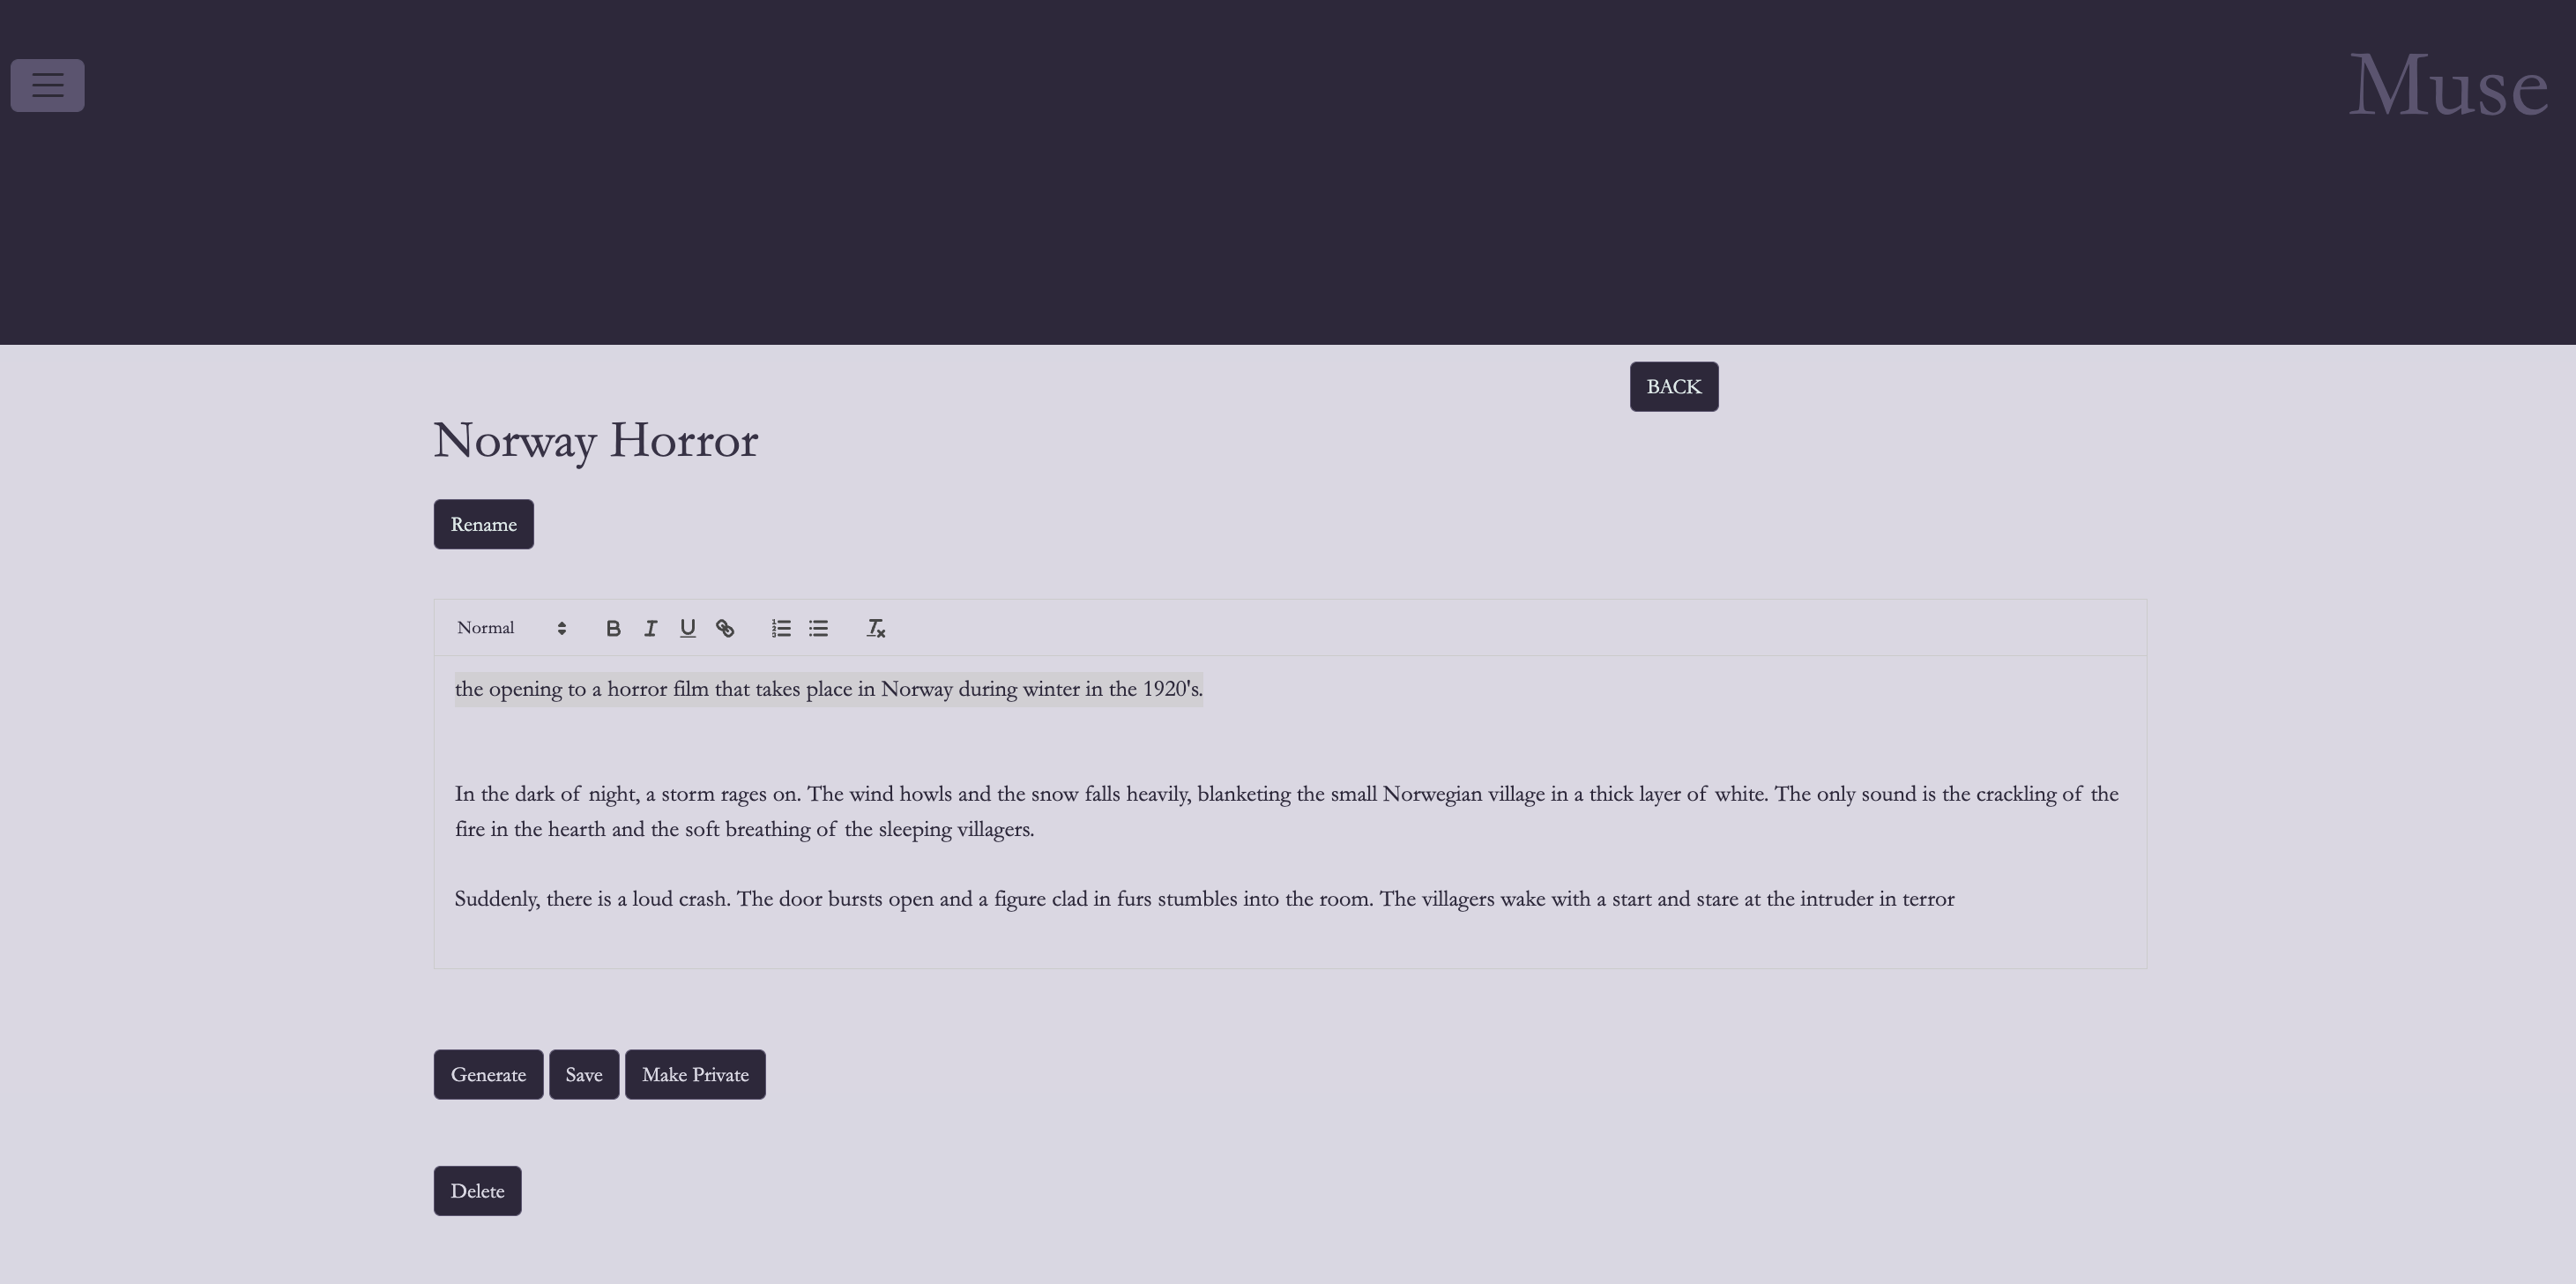 Muse
BACK
Norway Horror
Rename
Normal
the opening to a horror film that takes place in Norway during winter in the 1920's.
In the dark of night, a storm rages on. The wind howls and the snow falls heavily, blanketing the small Norwegian village in a thick layer of white. The only sound is the crackling of the
fire in the hearth and the soft breathing of the sleeping villagers.
Suddenly, there is a loud crash. The door bursts open and a figure clad in furs stumbles into the room. The villagers wake with a start and stare at the intruder in terror
Generate Save Make Private
Delete